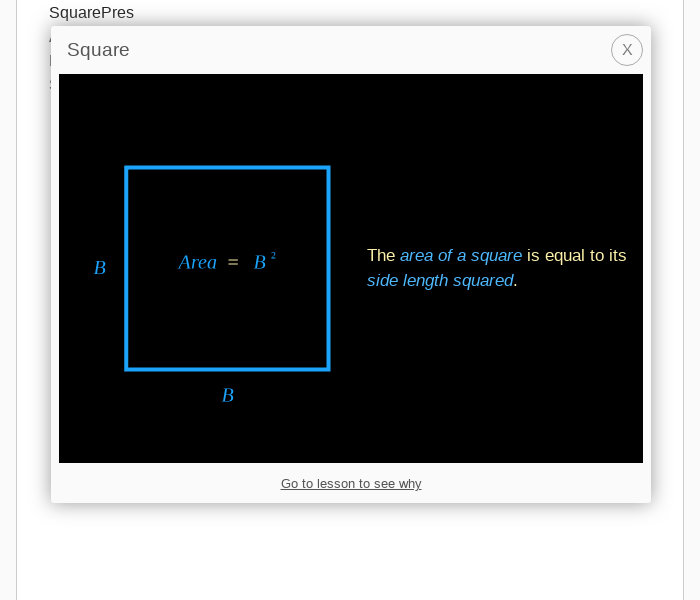 SquarePres
Square
X
B
Area = B²
B
The area of a square is equal to its
side length squared.
Go to lesson to see why